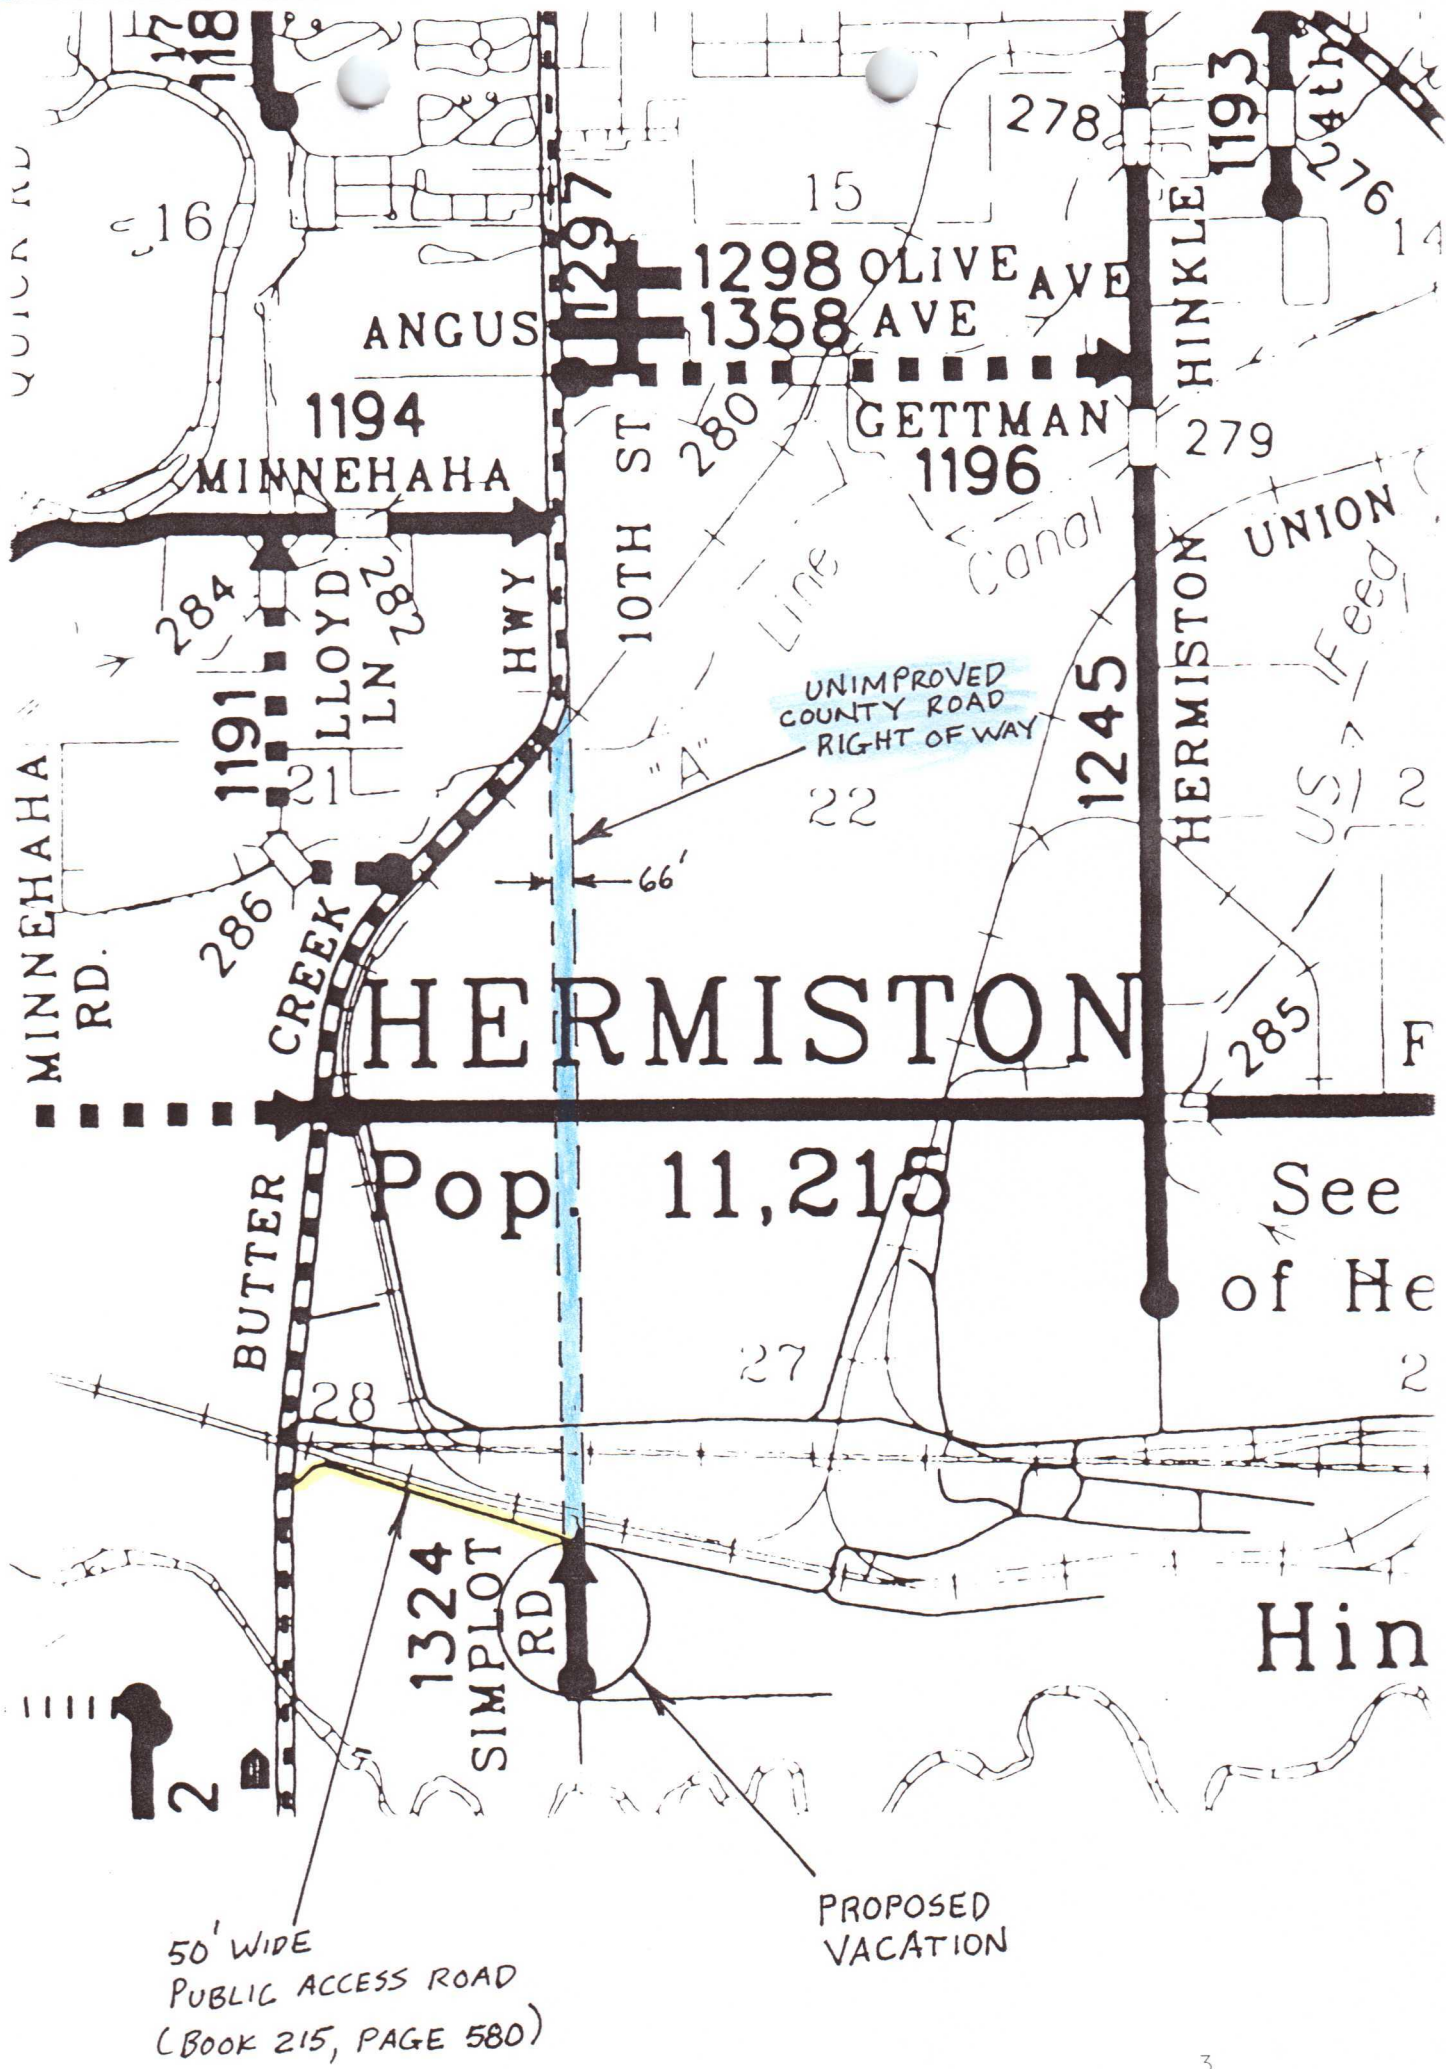 117
118
1193
4th
278
276
QUICK RD
16
15
14
1297
1298 OLIVE AVE
HINKLE
ANGUS
1358 AVE
1194
280
GETTMAN
279
MINNEHAHA
1196
10TH ST
Canal
UNION
284
LLOYD LN
282
HWY
Line
HERMISTON
Feed
1191
UNIMPROVED
COUNTY ROAD
RIGHT OF WAY
1245
"A"
US
21
22
2
MINNEHAHA
RD.
66'
286
CREEK
HERMISTON
285
F
Pop. 11,215
See
BUTTER
of He
27
2
28
1324
SIMPLOT
RD
Hin
2
PROPOSED
VACATION
50' WIDE
PUBLIC ACCESS ROAD
(BOOK 215, PAGE 580)
3